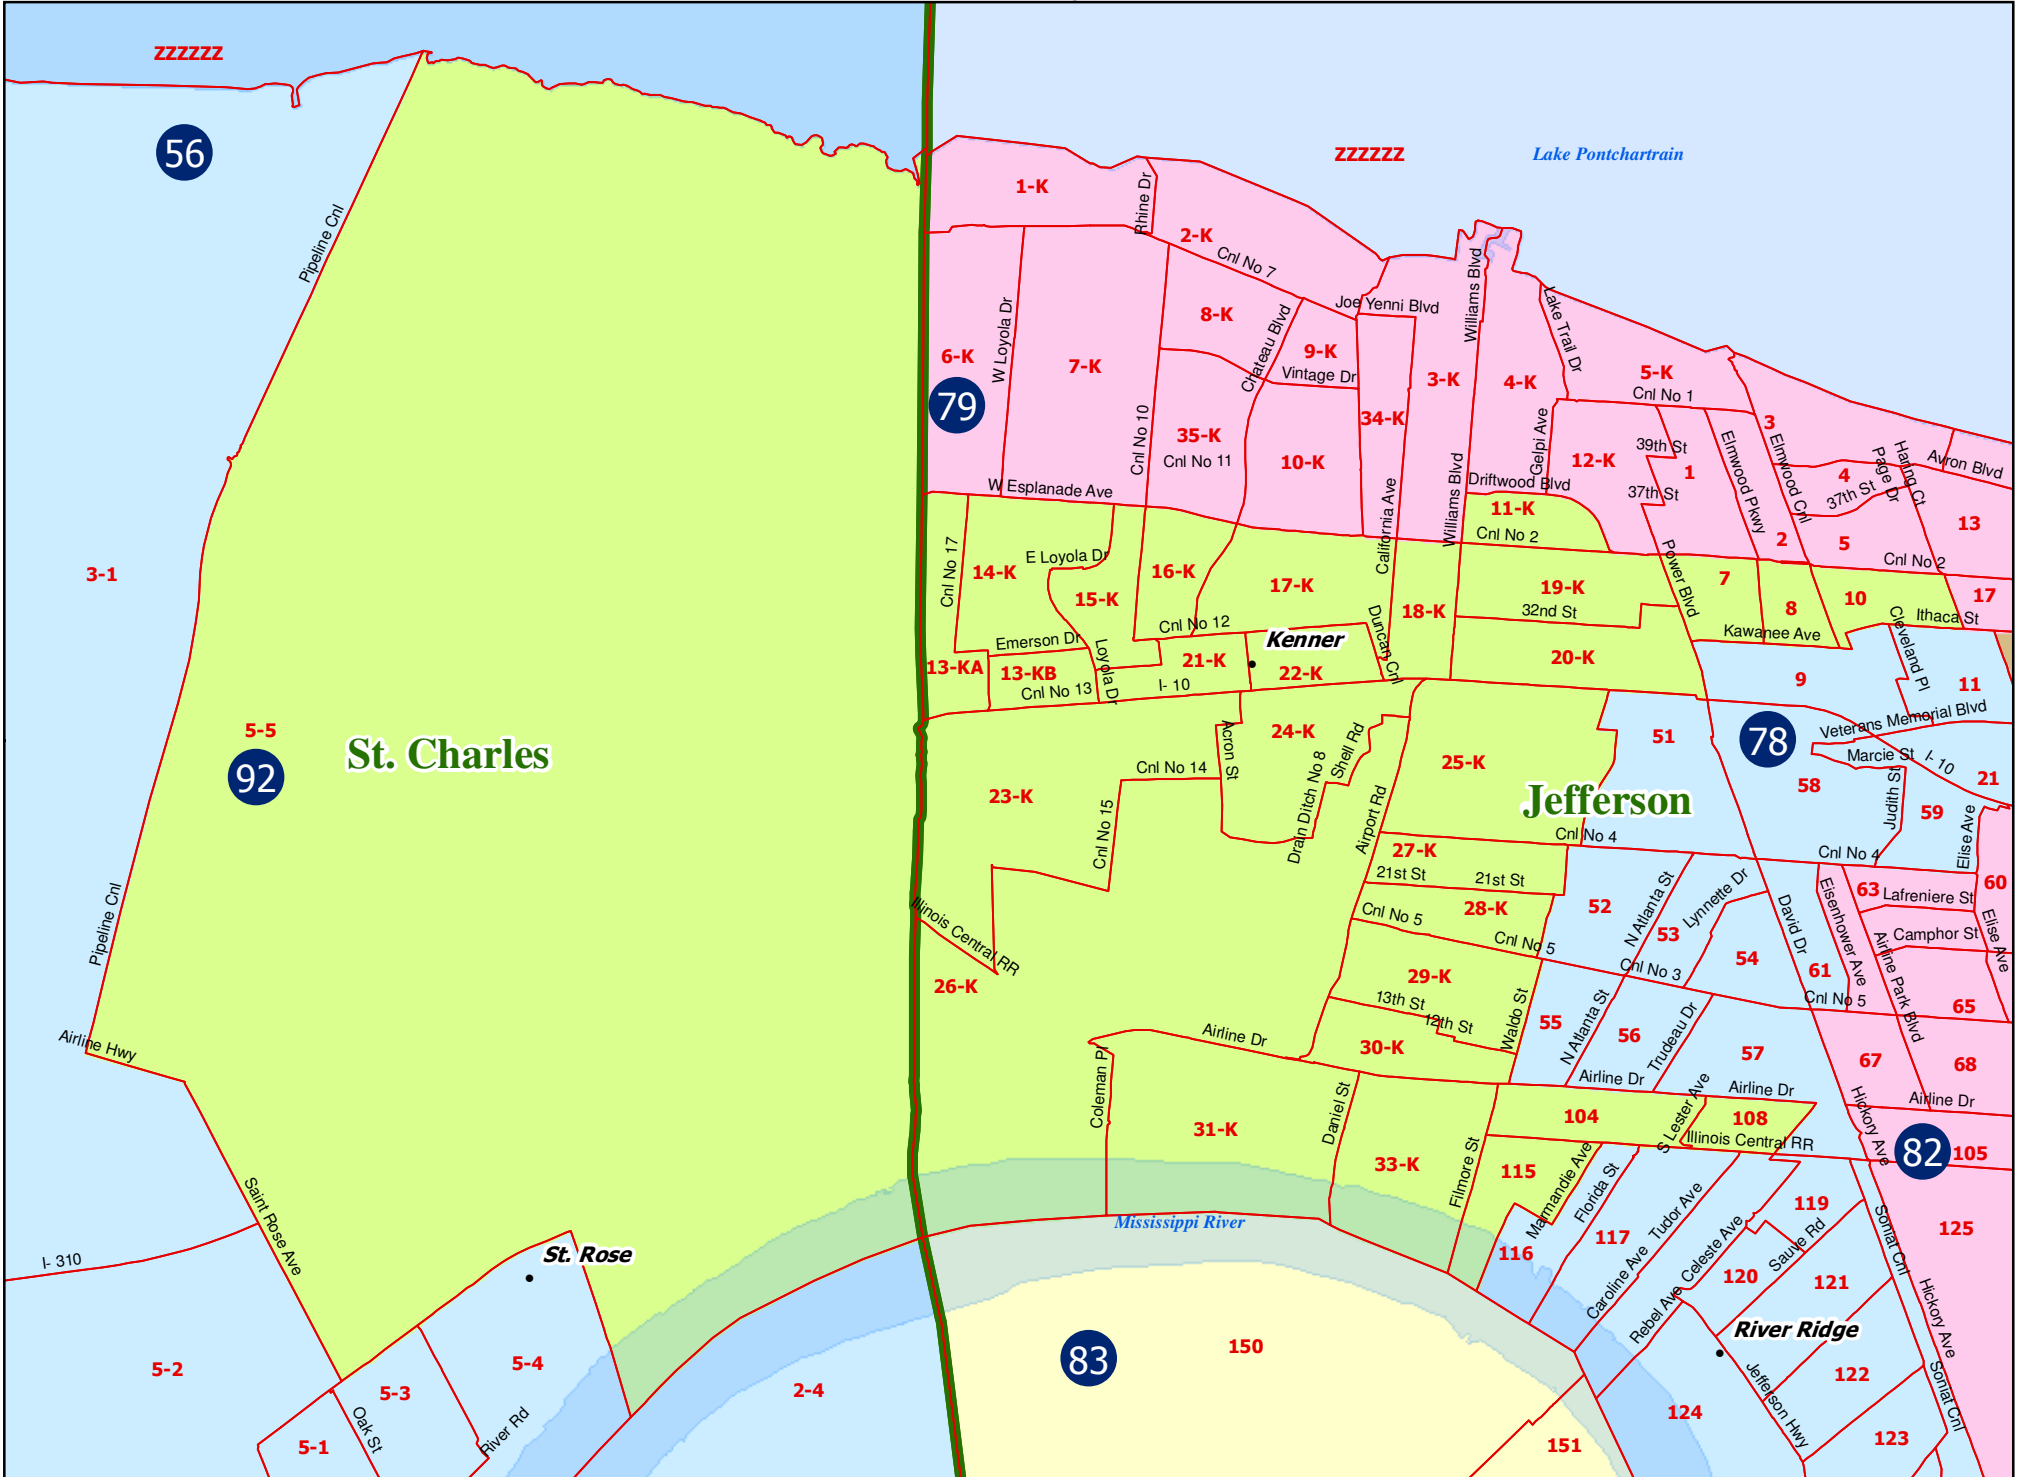 ZZZZZZ
56
ZZZZZZ
Lake Pontchartrain
1-K
Rhine Dr
2-K
Cnl No 7
Pipeline Cnl
Williams Blvd
Joe Yenni Blvd
Lake Trail Dr
8-K
Chateau Blvd
9-K
Vintage Dr
6-K
W Loyola Dr
7-K
79
3-K
4-K
5-K
Cnl No 1
34-K
Cnl No 10
35-K
Cnl No 11
10-K
Gelpi Ave
12-K
39th St
1
3
Elmwood Pkwy
Elmwood Cnl
4
37th St
Page Dr
Haring Ct
Avron Blvd
W Esplanade Ave
California Ave
Williams Blvd
Driftwood Blvd
37th St
11-K
Cnl No 2
2
5
13
Cnl No 2
3-1
Cnl No 17
14-K
E Loyola Dr
15-K
16-K
17-K
18-K
19-K
32nd St
Power Blvd
7
8
10
17
Ithaca St
Cnl No 12
Kenner
Duncan Cnl
Kawanee Ave
Cleveland Pl
Emerson Dr
13-KA
13-KB
Cnl No 13
Loyola Dr
21-K
I- 10
22-K
20-K
9
11
5-5
92
St. Charles
Acron St
24-K
Drain Ditch No 8
Shell Rd
25-K
51
78
Veterans Memorial Blvd
Marcie St
I- 10
58
Judith St
21
59
Elise Ave
Jefferson
Cnl No 14
23-K
Cnl No 15
Airport Rd
Cnl No 4
Cnl No 4
27-K
21st St
21st St
28-K
Cnl No 5
Cnl No 5
52
N Atlanta St
53
Lynnette Dr
54
David Dr
Eisenhower Ave
63
Lafreniere St
60
Camphor St
Elise Ave
Airline Park Blvd
Pipeline Cnl
Illinois Central RR
26-K
29-K
13th St
12th St
Cnl No 3
61
Cnl No 5
65
Waldo St
55
N Atlanta St
56
Trudeau Dr
57
67
68
Airline Hwy
Coleman Pl
Airline Dr
30-K
Airline Dr
Airline Dr
Airline Dr
31-K
Daniel St
33-K
Filmore St
104
S Lester Ave
108
Illinois Central RR
Hickory Ave
82
105
115
Marmandie Ave
Florida St
Saint Rose Ave
Mississippi River
116
117
Tudor Ave
Caroline Ave
Celeste Ave
Rebel Ave
119
Sauve Rd
120
121
Soniat Cnl
125
Hickory Ave
I- 310
St. Rose
River Ridge
5-2
5-4
83
150
5-3
2-4
Jefferson Hwy
122
Soniat Cnl
124
Oak St
5-1
River Rd
151
123